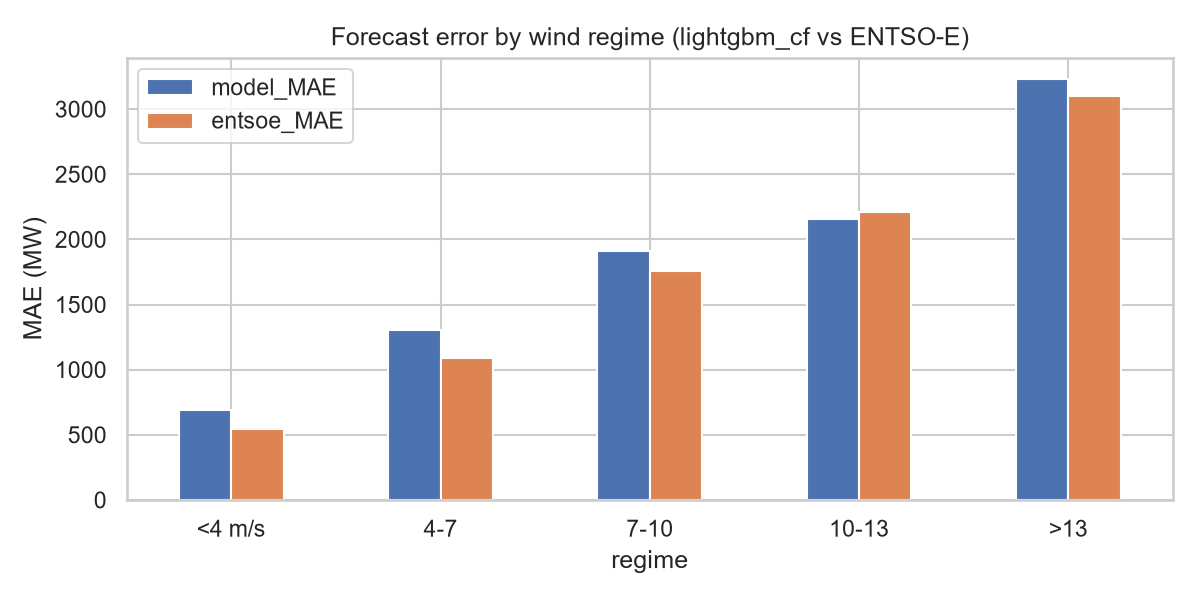 Forecast error by wind regime (lightgbm_cf vs ENTSO-E)
model_MAE
entsoe_MAE
MAE (MW)
3000
2500
2000
1500
1000
500
0
<4 m/s 4-7 7-10 10-13 >13
regime